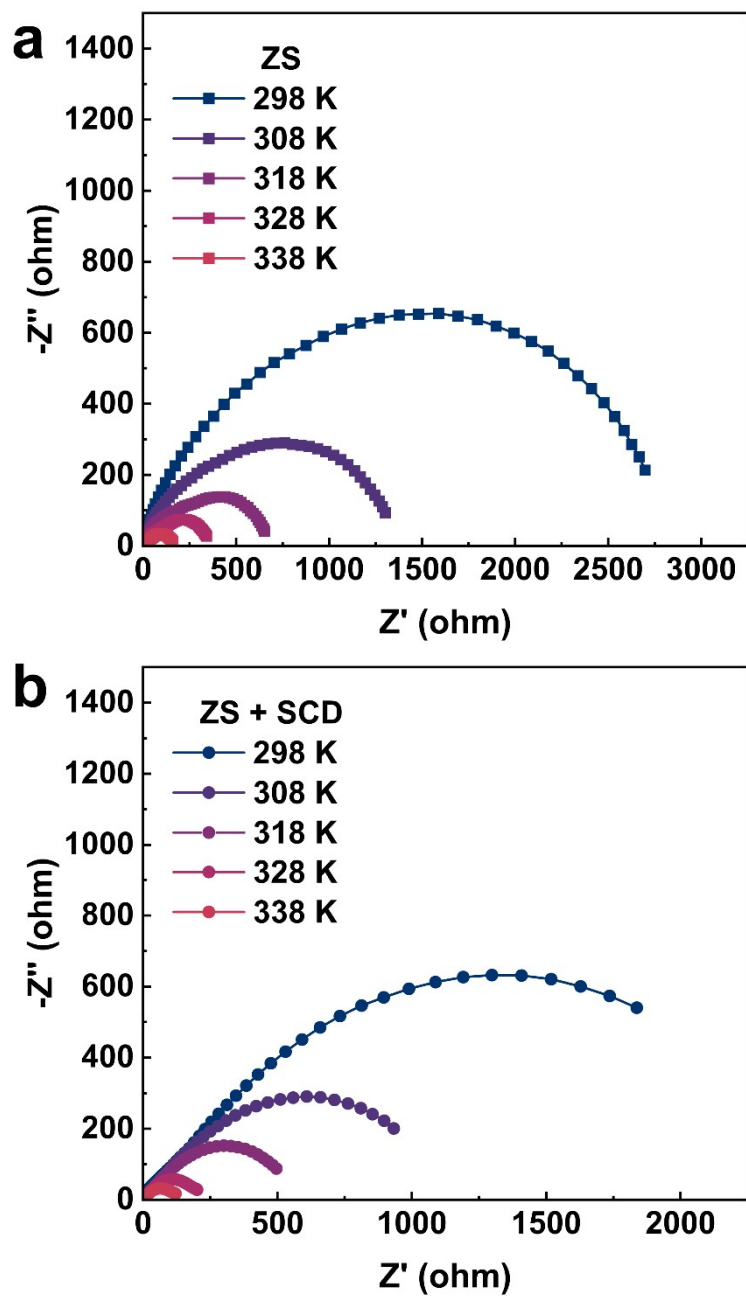 a
ZS
298 K
308 K
318 K
328 K
338 K
1400
1200
1000
800
600
400
200
0
-Z'' (ohm)
0 500 1000 1500 2000 2500 3000
Z' (ohm)
b
ZS + SCD
298 K
308 K
318 K
328 K
338 K
1400
1200
1000
800
600
400
200
0
-Z'' (ohm)
0 500 1000 1500 2000
Z' (ohm)